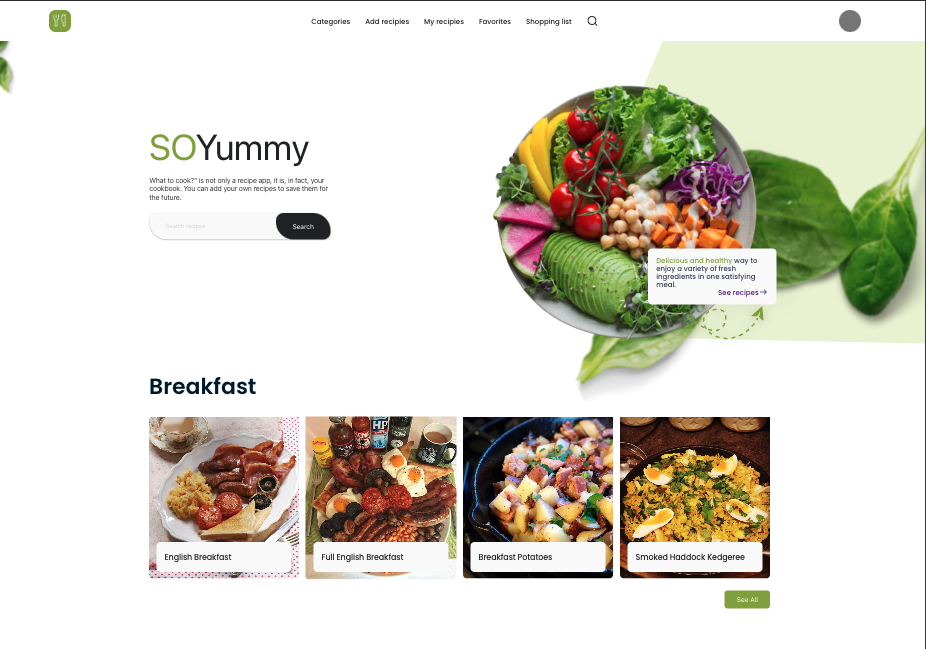 Categories Add recipies My recipies Favorites Shopping list
SOYummy
What to cook?" is not only a recipe app, it is, in fact, your
cookbook. You can add your own recipes to save them for
the future.
Search recipes
Search
Delicious and healthy way to
enjoy a variety of fresh
ingredients in one satisfying
meal.
See recipes
Breakfast
HP
English Breakfast
Full English Breakfast
Breakfast Potatoes
Smoked Haddock Kedgeree
See All